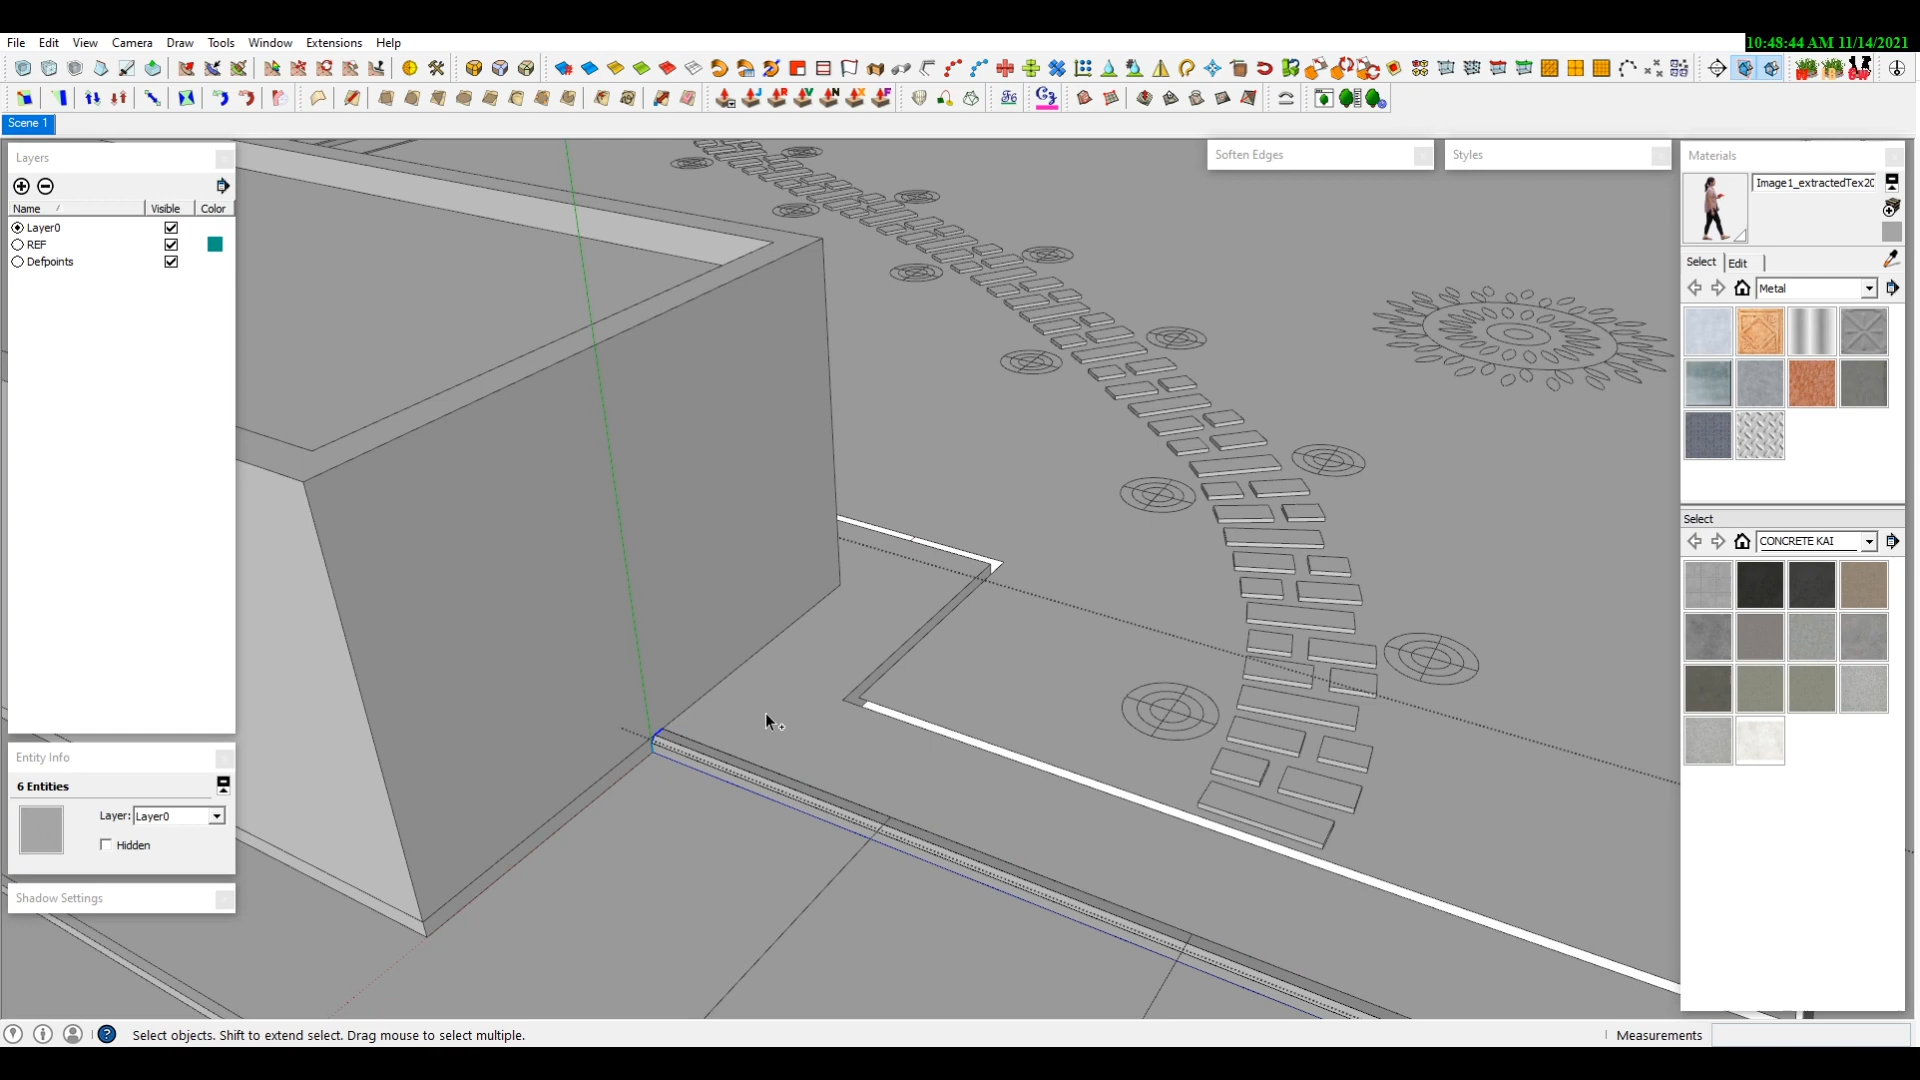 10:48:44 AM 11/14/2021
File Edit View Camera Draw Tools Window Extensions Help
Scene 1
Layers
Name Visible Color
Layer0
REF
Defpoints
Entity Info
6 Entities
Layer: Layer0
Hidden
Shadow Settings
Soften Edges
Styles
Materials
Image1_extractedTex20
Select Edit
Metal
Select
CONCRETE KAI
Select objects. Shift to extend select. Drag mouse to select multiple.
Measurements